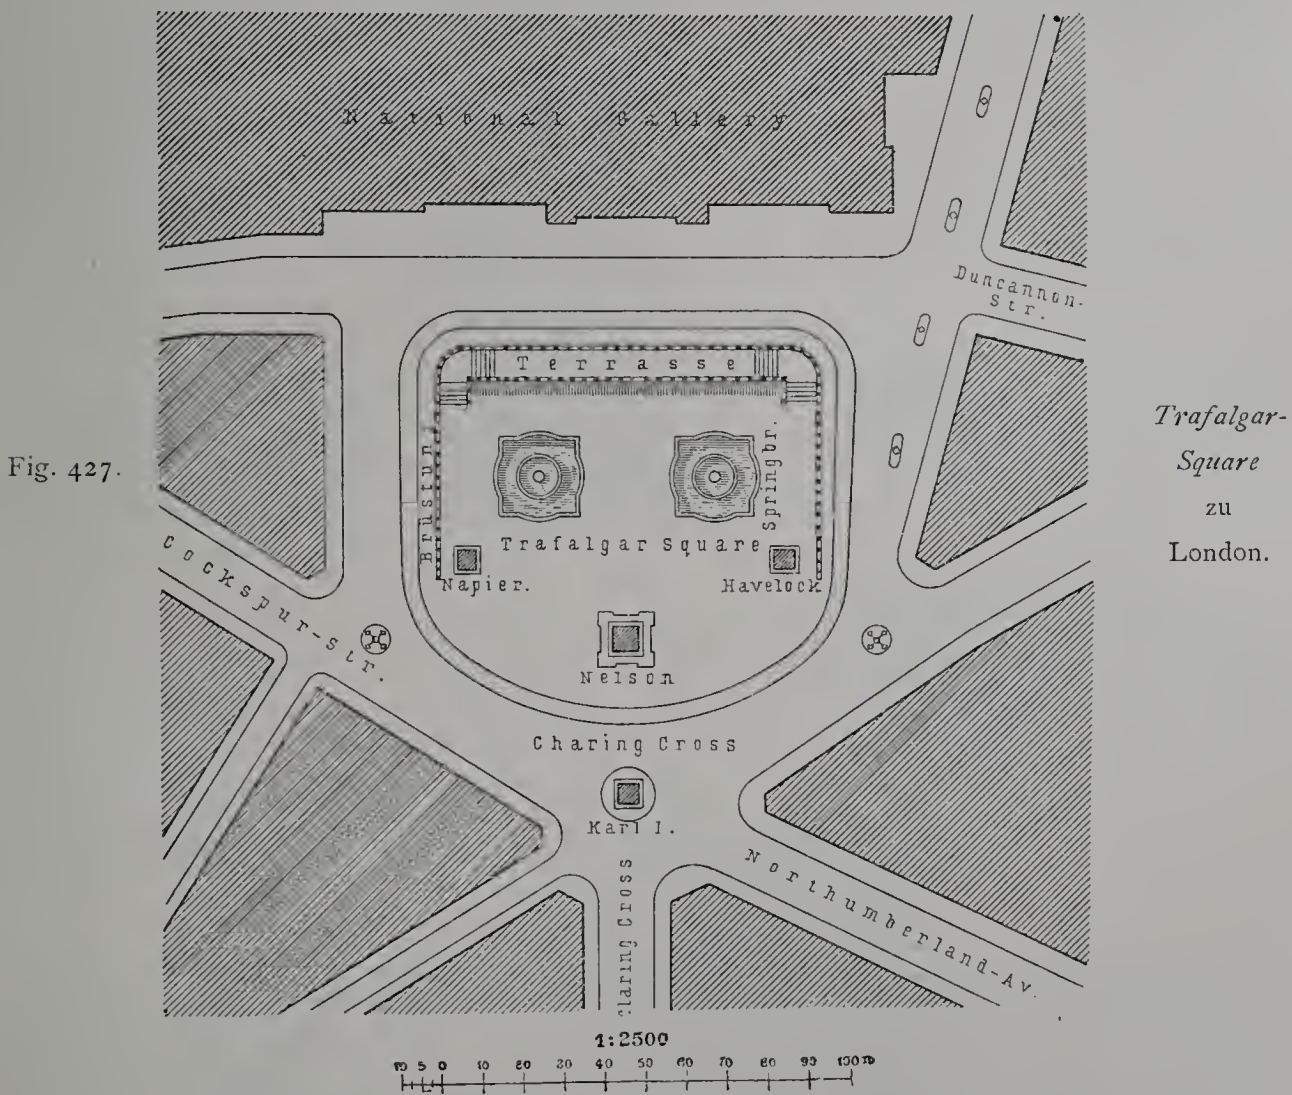 National Gallery
Duncannon-
Str.
Terrasse
Brüstung
Springbr.
Trafalgar Square
Napier.
Havelock
Cockspur-Str.
Nelson
Charing Cross
Karl I.
Northumberland-Av.
Fig. 427.
Trafalgar-
Square
zu
London.
1:2500
10 5 0 10 20 30 40 50 60 70 80 90 100 m